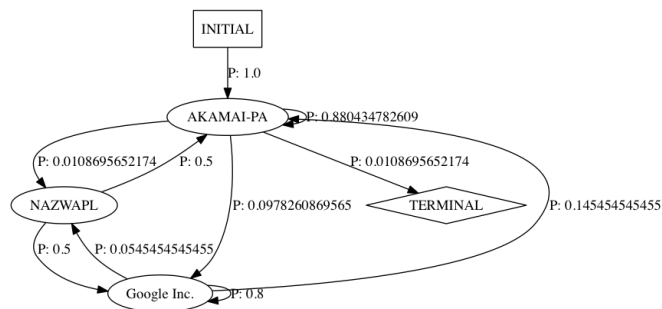 INITIAL
P: 1.0
AKAMAI-PA
P: 0.880434782609
P: 0.0108695652174
P: 0.5
P: 0.0108695652174
NAZWAPL
P: 0.0978260869565
TERMINAL
P: 0.145454545455
P: 0.5
P: 0.0545454545455
Google Inc.
P: 0.8